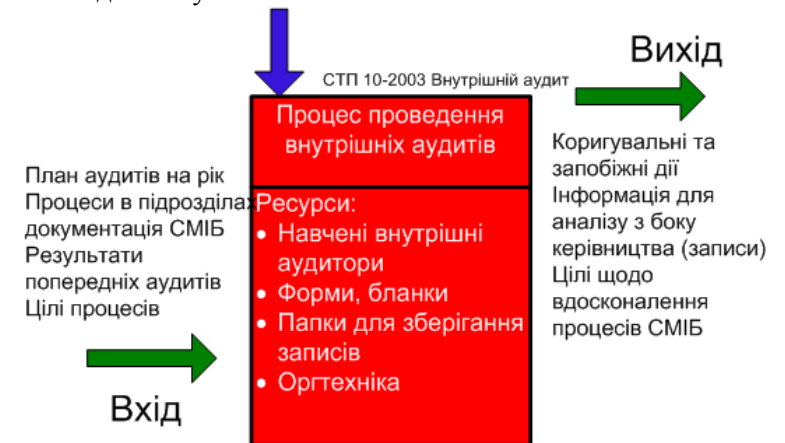 СТП 10-2003 Внутрішній аудит
Вихід
Процес проведення
внутрішніх аудитів
План аудитів на рік
Процеси в підрозділах
документація СМІБ
Результати
попередніх аудитів
Цілі процесів
Вхід
Ресурси:
• Навчені внутрішні
аудитори
• Форми, бланки
• Папки для зберігання
записів
• Оргтехніка
Коригувальні та
запобіжні дії
Інформація для
аналізу з боку
керівництва (записи)
Цілі щодо
вдосконалення
процесів СМІБ